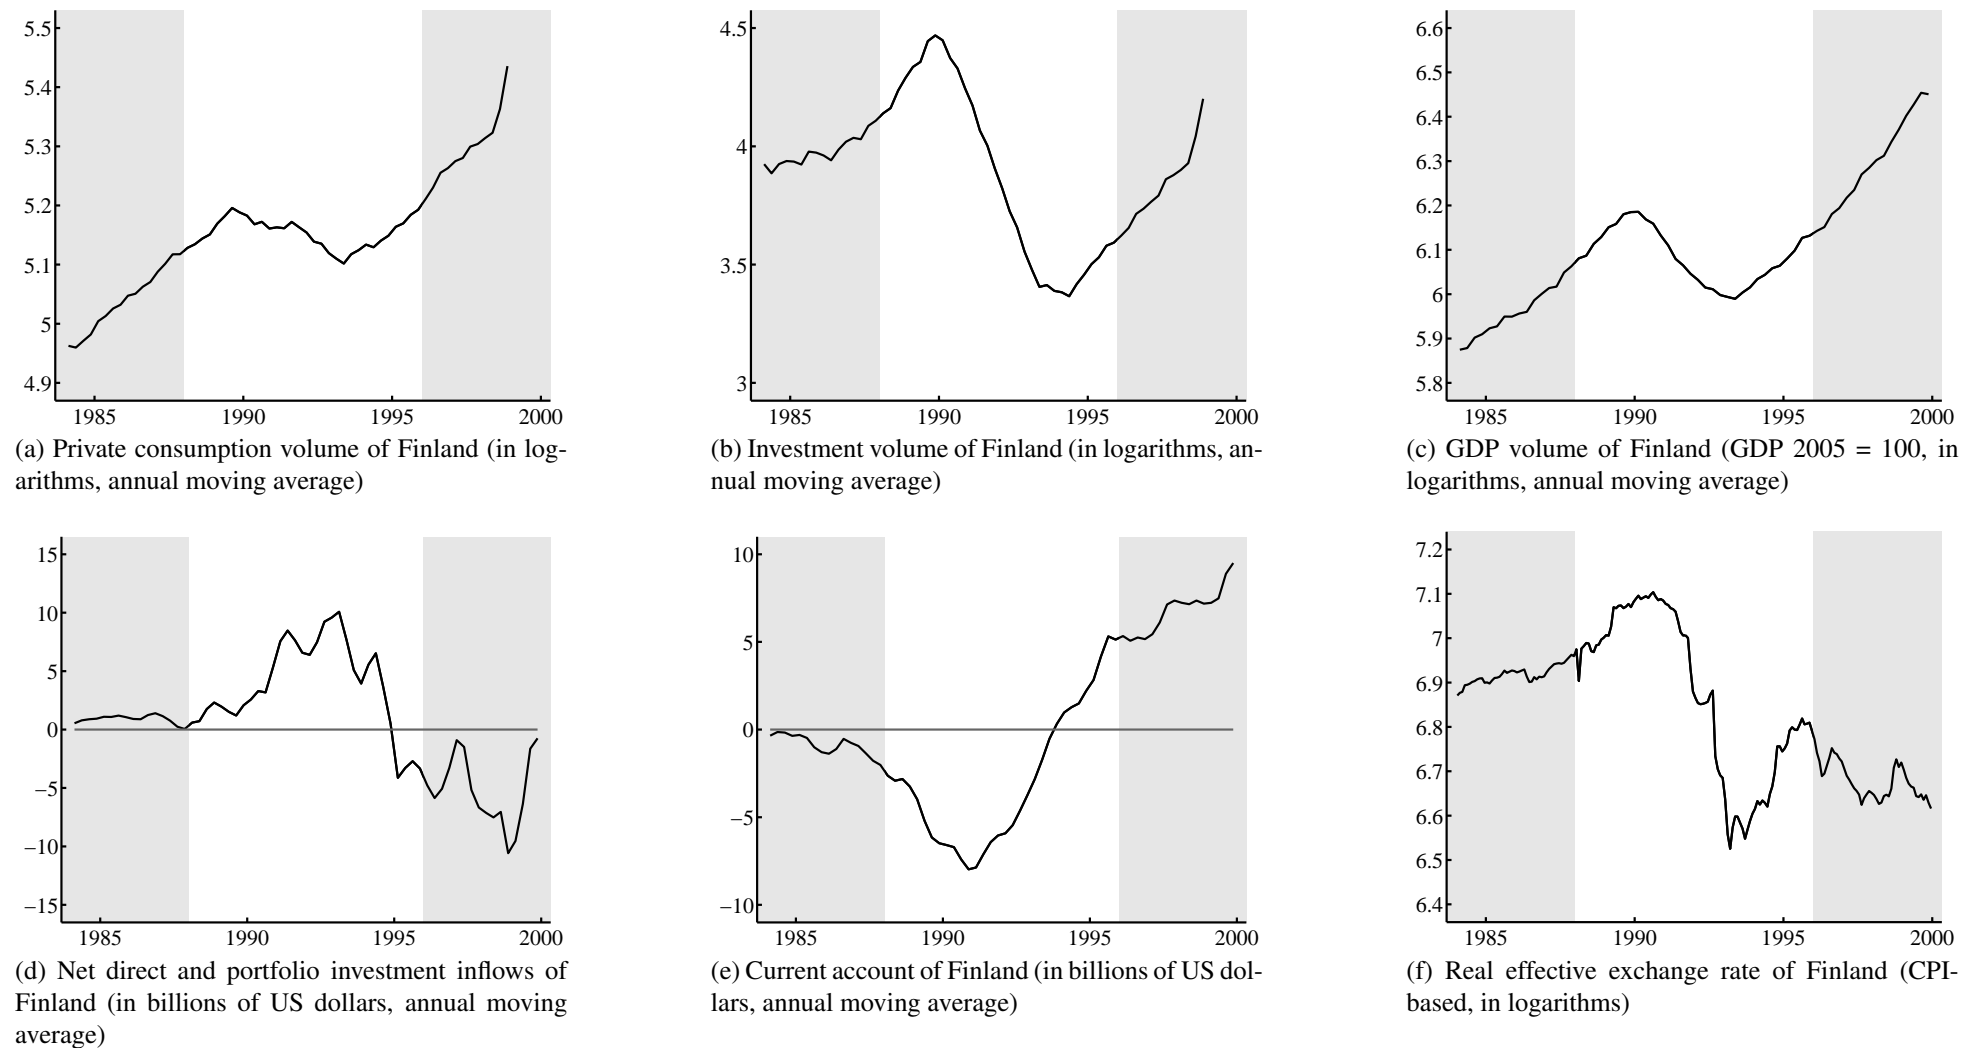 5.5
5.4
5.3
5.2
5.1
5
4.9
1985 1990 1995 2000
(a) Private consumption volume of Finland (in log-
arithms, annual moving average)
4.5
4
3.5
3
1985 1990 1995 2000
(b) Investment volume of Finland (in logarithms, an-
nual moving average)
6.6
6.5
6.4
6.3
6.2
6.1
6
5.9
5.8
1985 1990 1995 2000
(c) GDP volume of Finland (GDP 2005 = 100, in
logarithms, annual moving average)
15
10
5
0
−5
−10
−15
1985 1990 1995 2000
(d) Net direct and portfolio investment inflows of
Finland (in billions of US dollars, annual moving
average)
10
5
0
−5
−10
1985 1990 1995 2000
(e) Current account of Finland (in billions of US dol-
lars, annual moving average)
7.2
7.1
7
6.9
6.8
6.7
6.6
6.5
6.4
1985 1990 1995 2000
(f) Real effective exchange rate of Finland (CPI-
based, in logarithms)